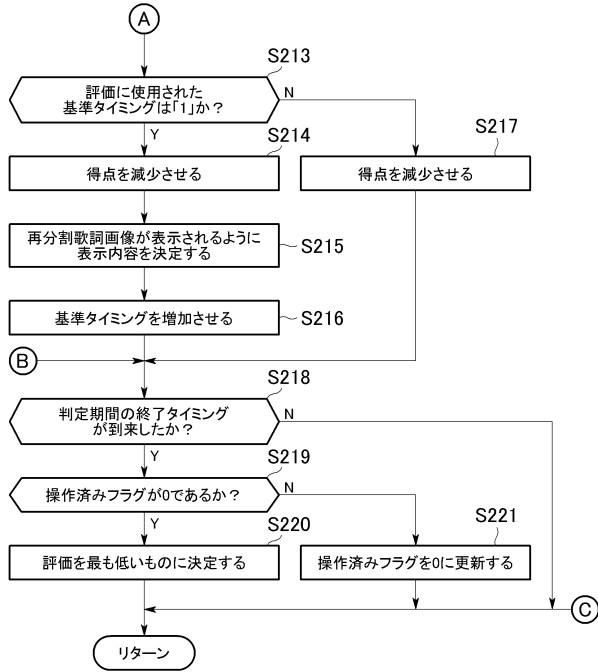 A
S213
評価に使用された
基準タイミングは「1」か？
N
Y
S214
得点を減少させる
S217
得点を減少させる
再分割歌詞画像が表示されるように
表示内容を決定する
S215
基準タイミングを増加させる
S216
B
S218
判定期間の終了タイミング
が到来したか？
N
Y
S219
操作済みフラグが0であるか？
N
Y
S220
評価を最も低いものに決定する
S221
操作済みフラグを0に更新する
C
リターン